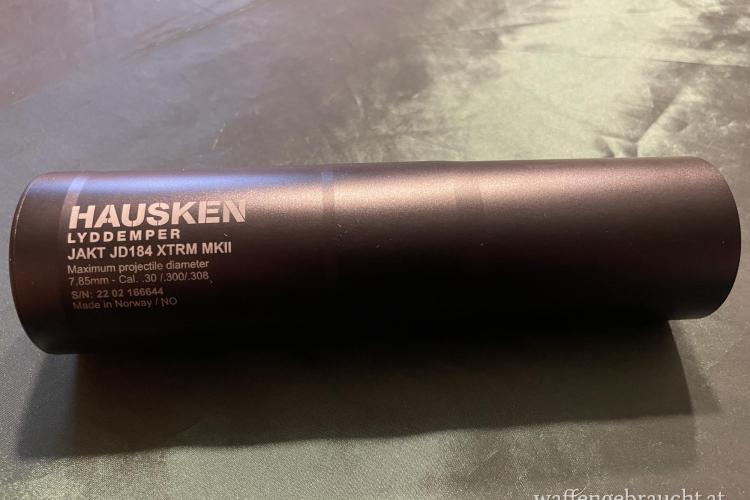 HAUSKEN
LYDDEMPER
JAKT JD184 XTRM MKII
Maximum projectile diameter
7,85mm - Cal. .30 /.300/.308
S/N: 22 02 166644
Made in Norway / NO
waffengebraucht.at